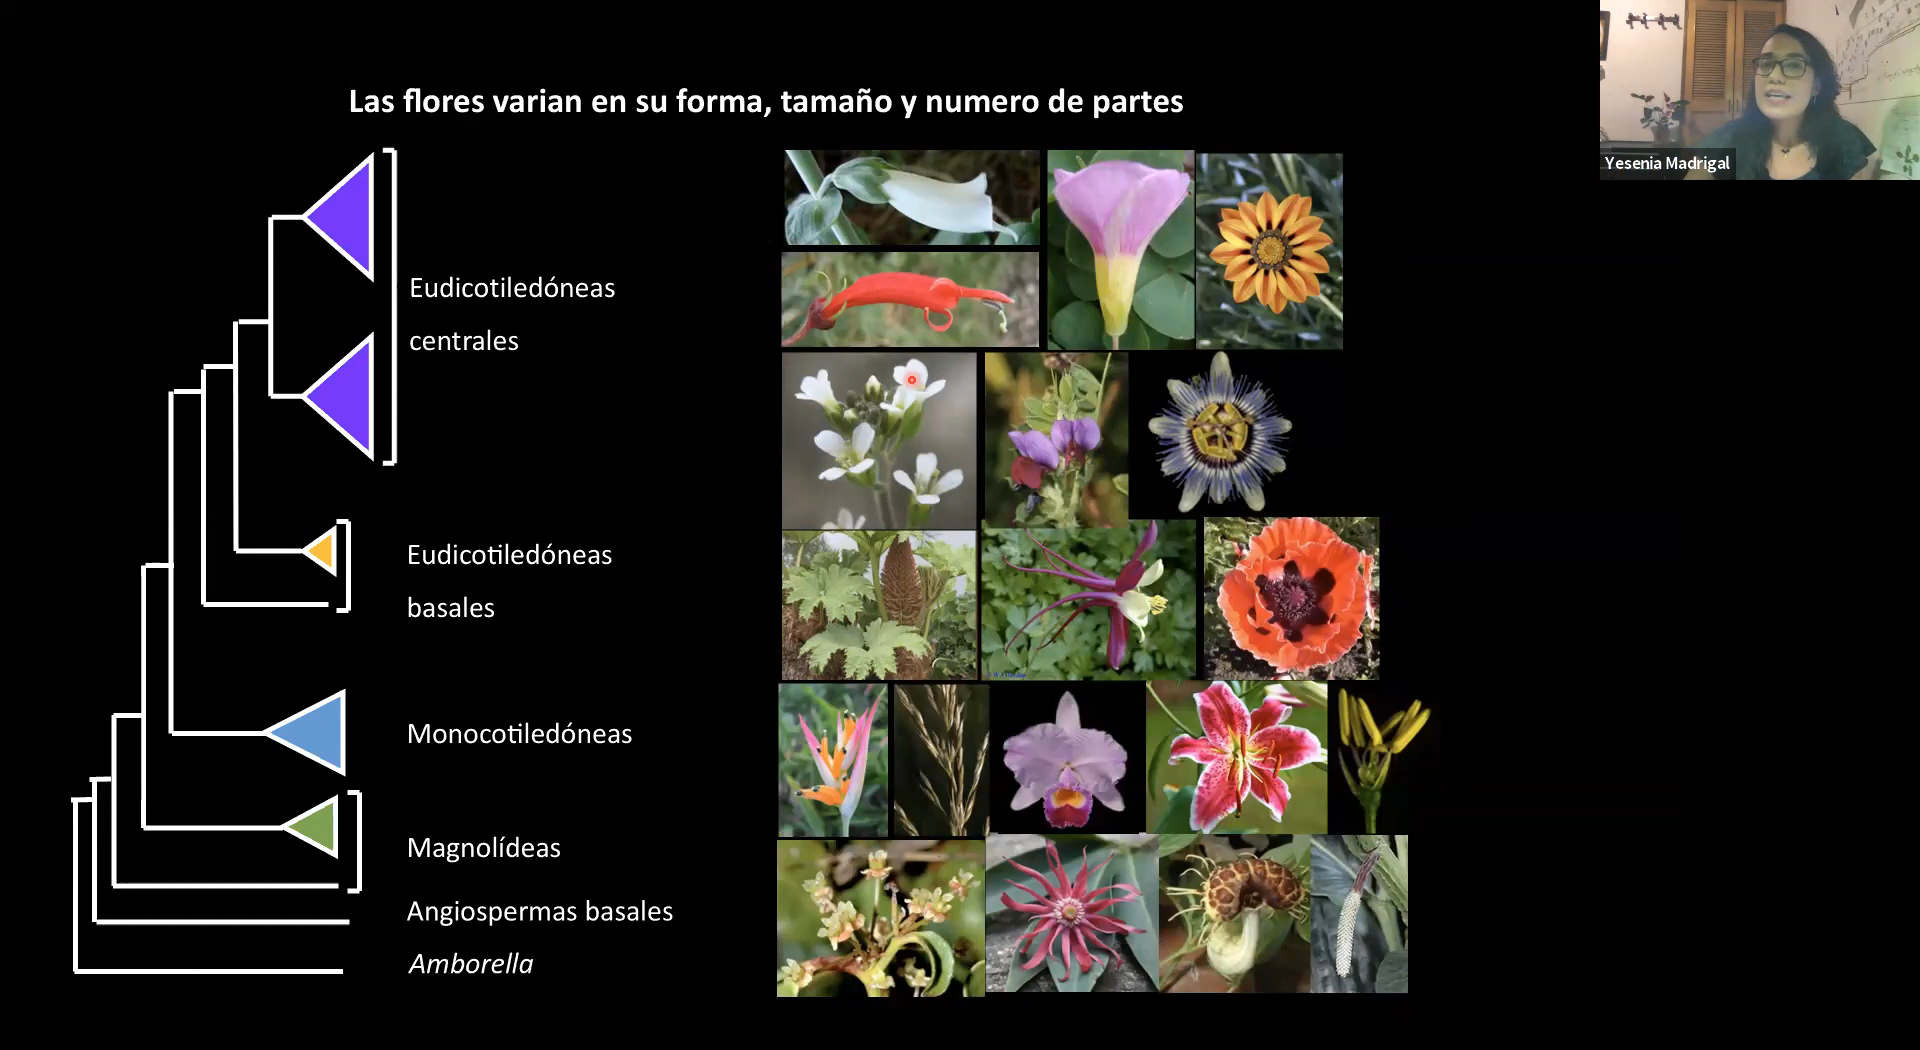 Las flores varian en su forma, tamaño y numero de partes
Yesenia Madrigal
Eudicotiledóneas
centrales
Eudicotiledóneas
basales
Monocotiledóneas
Magnolídeas
Angiospermas basales
Amborella